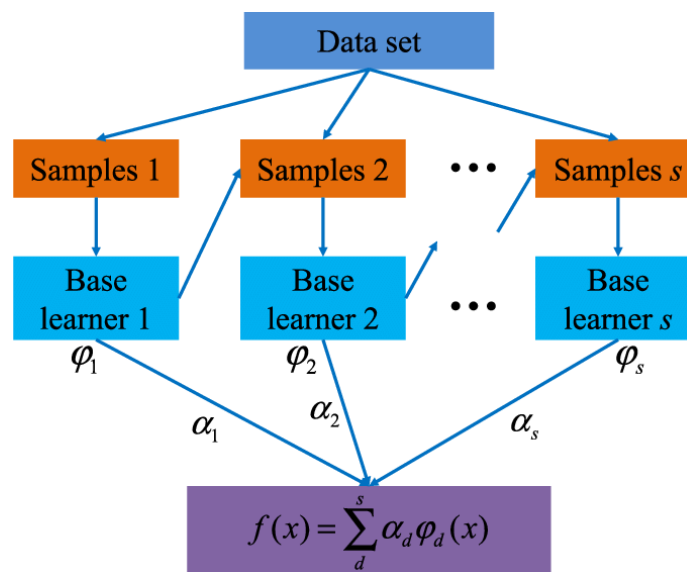 Data set
Samples 1
Samples 2
•••
Samples s
Base
learner 1
Base
learner 2
•••
Base
learner s
φ₁
φ₂
φₛ
α₁
α₂
αₛ
f(x) = ∑_d^s α_d φ_d(x)